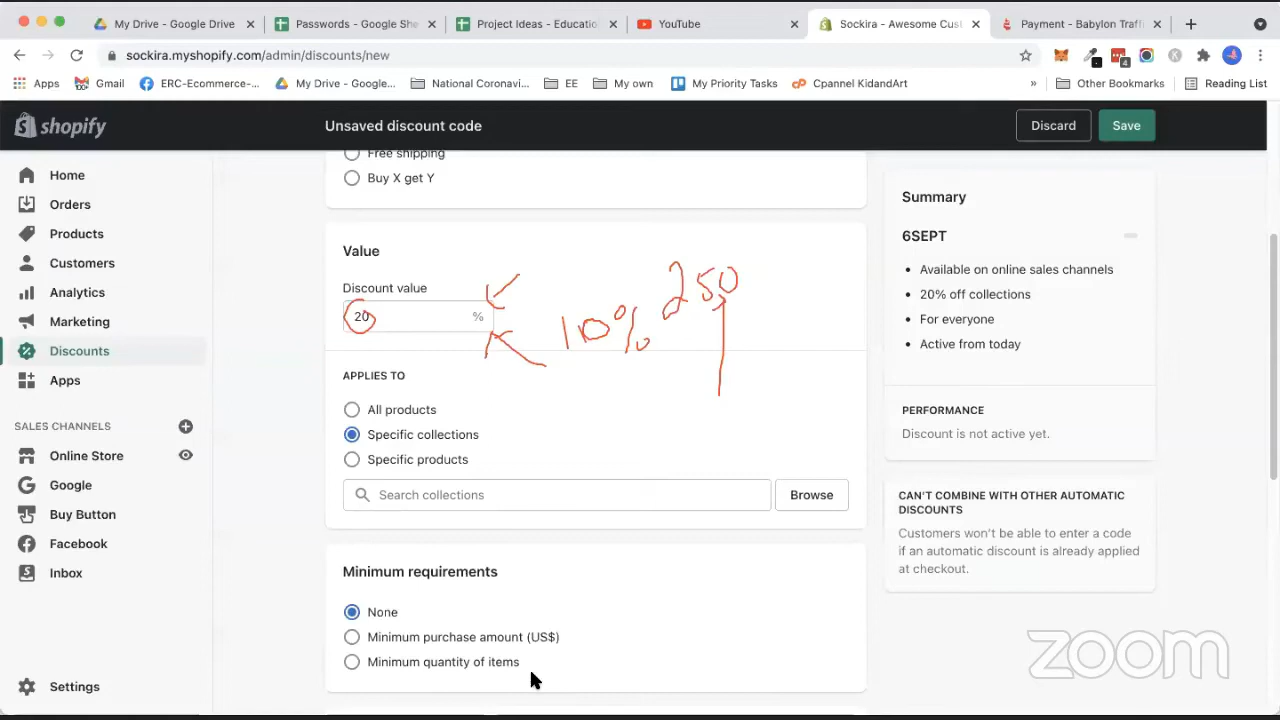 My Drive - Google Drive
Passwords - Google She
Project Ideas - Educatio
YouTube
Sockira - Awesome Cus
Payment - Babylon Traffi
sockira.myshopify.com/admin/discounts/new
4
Apps
Gmail
ERC-Ecommerce-...
My Drive - Google...
National Coronavi...
EE
My own
My Priority Tasks
Cpannel KidandArt
»
Other Bookmarks
Reading List
shopify
Unsaved discount code
Discard
Save
Home
Orders
Products
Customers
Analytics
Marketing
Discounts
Apps
SALES CHANNELS
Online Store
Google
Buy Button
Facebook
Inbox
Settings
Free shipping
Buy X get Y
Value
Discount value
20 %
10%
250
APPLIES TO
All products
Specific collections
Specific products
Search collections
Browse
Minimum requirements
None
Minimum purchase amount (US$)
Minimum quantity of items
Summary
6SEPT
• Available on online sales channels
• 20% off collections
• For everyone
• Active from today
PERFORMANCE
Discount is not active yet.
CAN'T COMBINE WITH OTHER AUTOMATIC
DISCOUNTS
Customers won't be able to enter a code
if an automatic discount is already applied
at checkout.
zoom